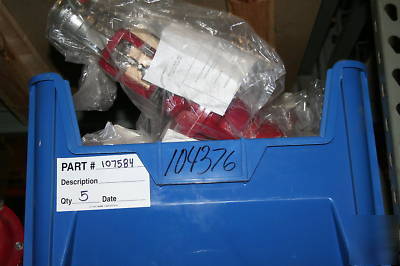 PART # 107584
Description
Qty 5 Date
104376